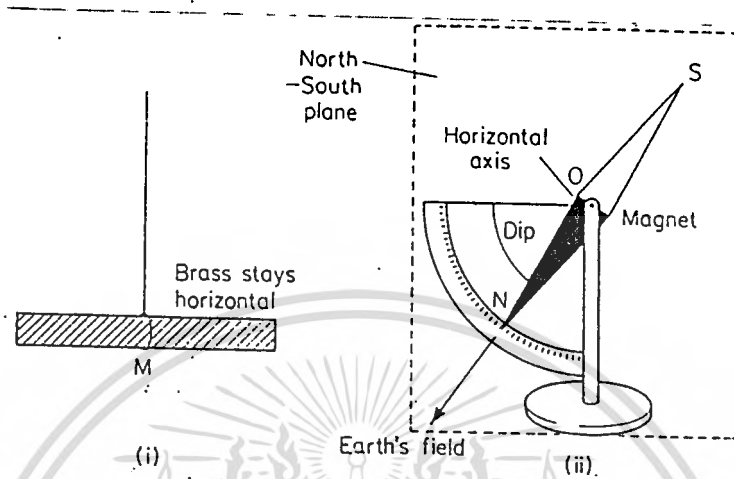 North
–South
plane
S
Horizontal
axis
O
Magnet
Dip
Brass stays
horizontal
N
M
Earth's field
(i)
(ii)